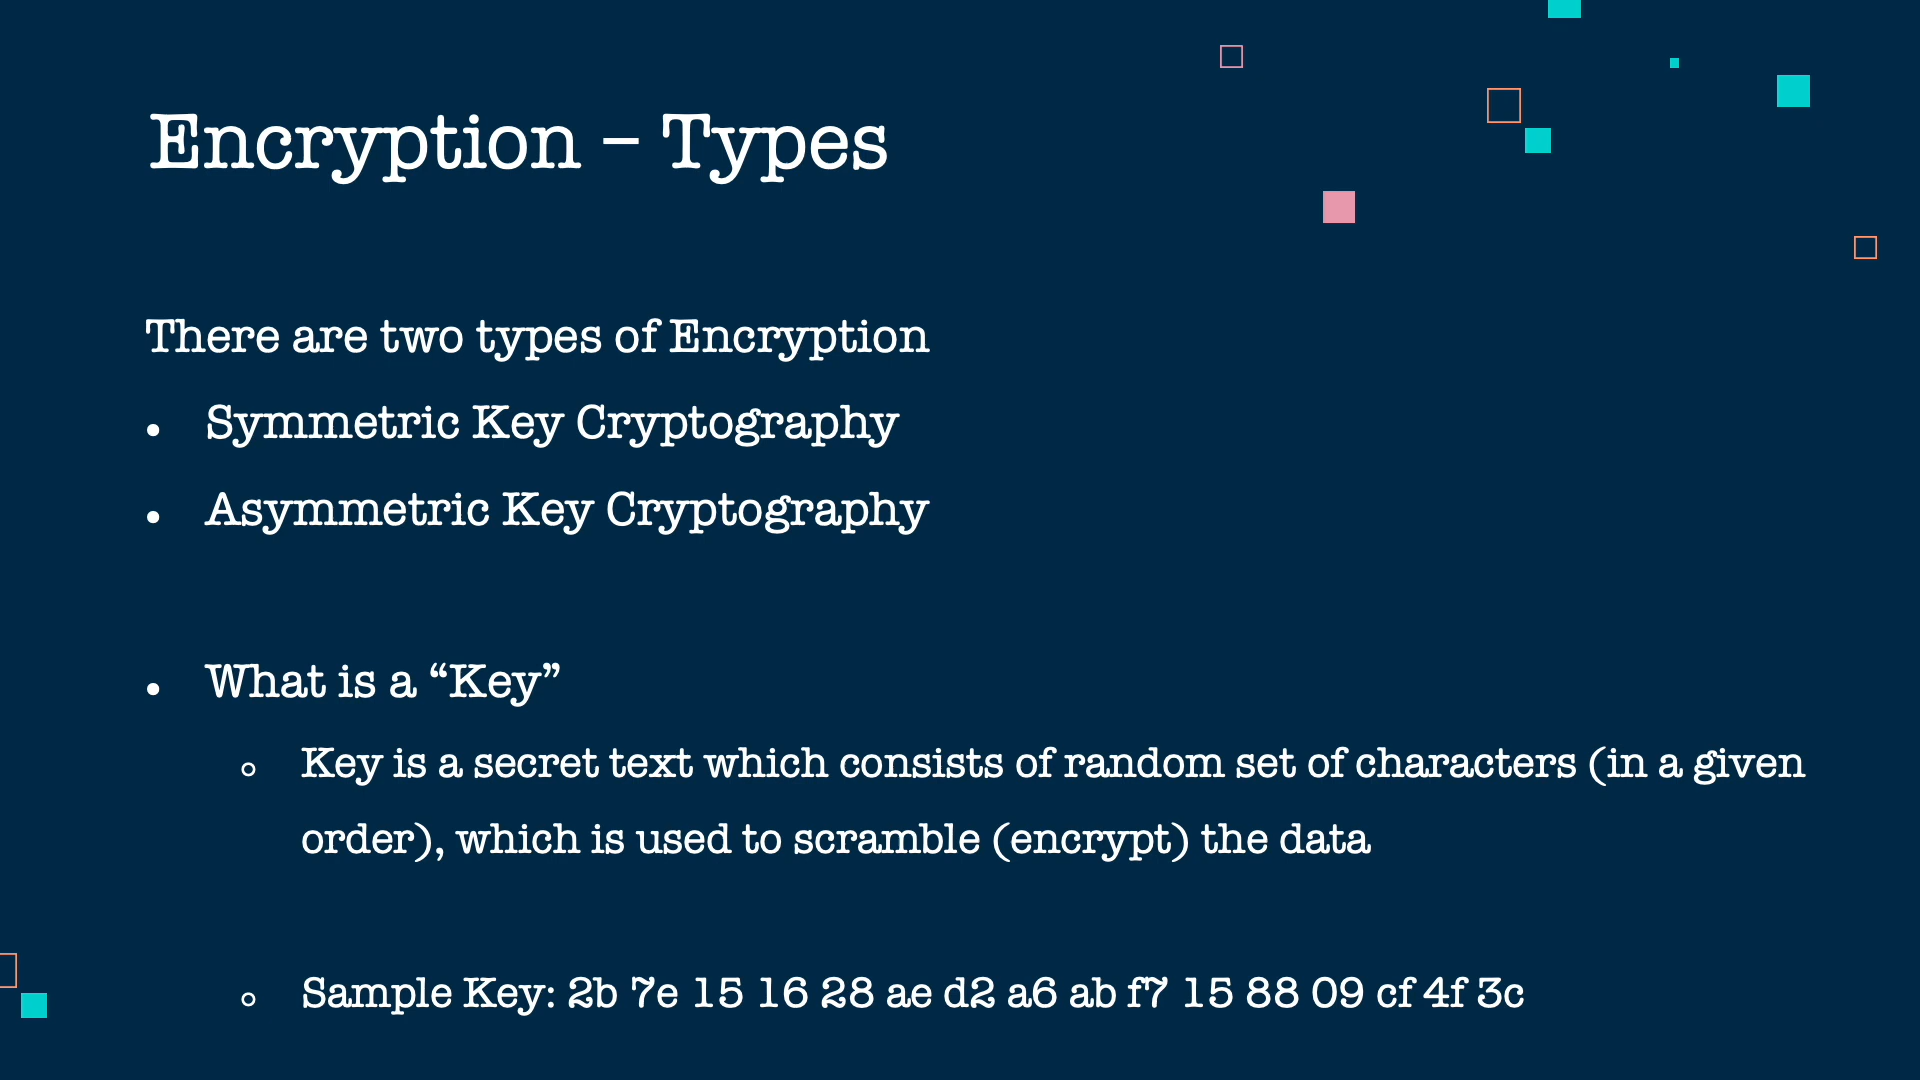 Encryption – Types
There are two types of Encryption
• Symmetric Key Cryptography
• Asymmetric Key Cryptography
• What is a “Key”
○ Key is a secret text which consists of random set of characters (in a given
order), which is used to scramble (encrypt) the data
○ Sample Key: 2b 7e 15 16 28 ae d2 a6 ab f7 15 88 09 cf 4f 3c